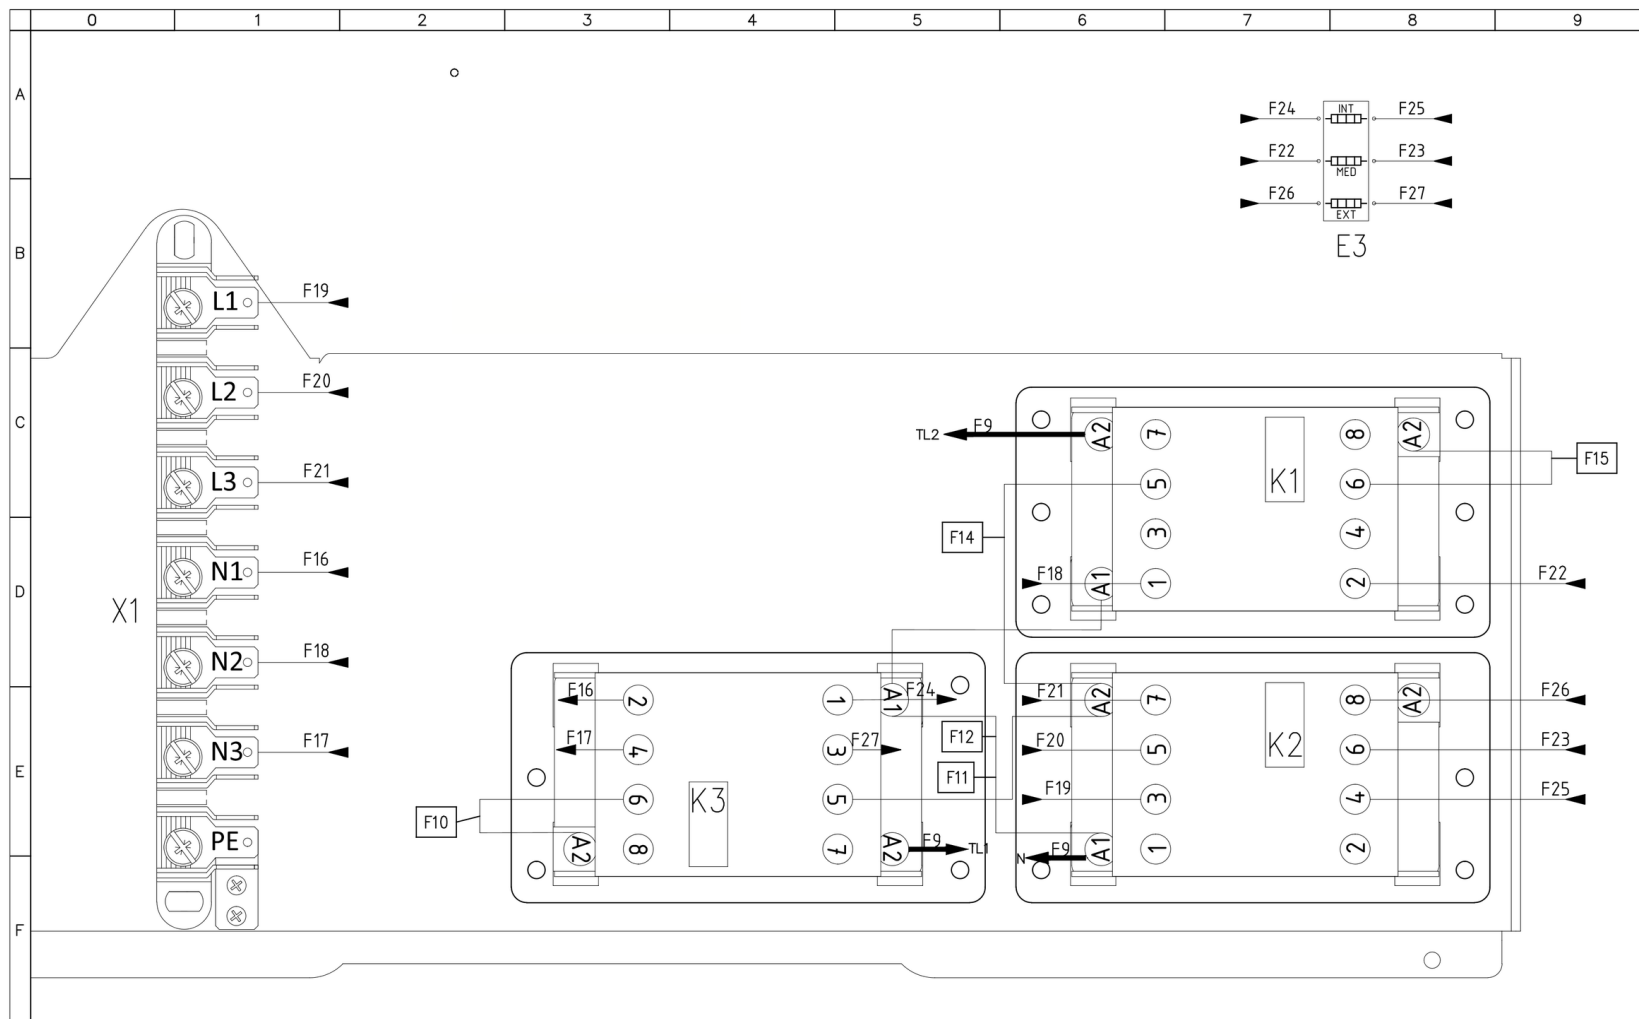 0 1 2 3 4 5 6 7 8 9
A
INT
F24 F25
F22 F23
MED
F26 F27
EXT
B
E3
L1 F19
C
L2 F20
TL2 F9 A2 7 8 A2
F15
L3 F21
5 K1 6
F14
3 4
D
N1 F16
F18 A1 1 2 F22
X1
N2 F18
F16 2 1 A1 F24
F21 A2 7 8 A2 F26
N3 F17
F17 4 3 F27
F12
F20 5 K2 6 F23
E
F11
6 K3 5
F19 3 4 F25
F10
PE
A2 8 7 A2 F9 TL1
N F9 A1 1 2
F